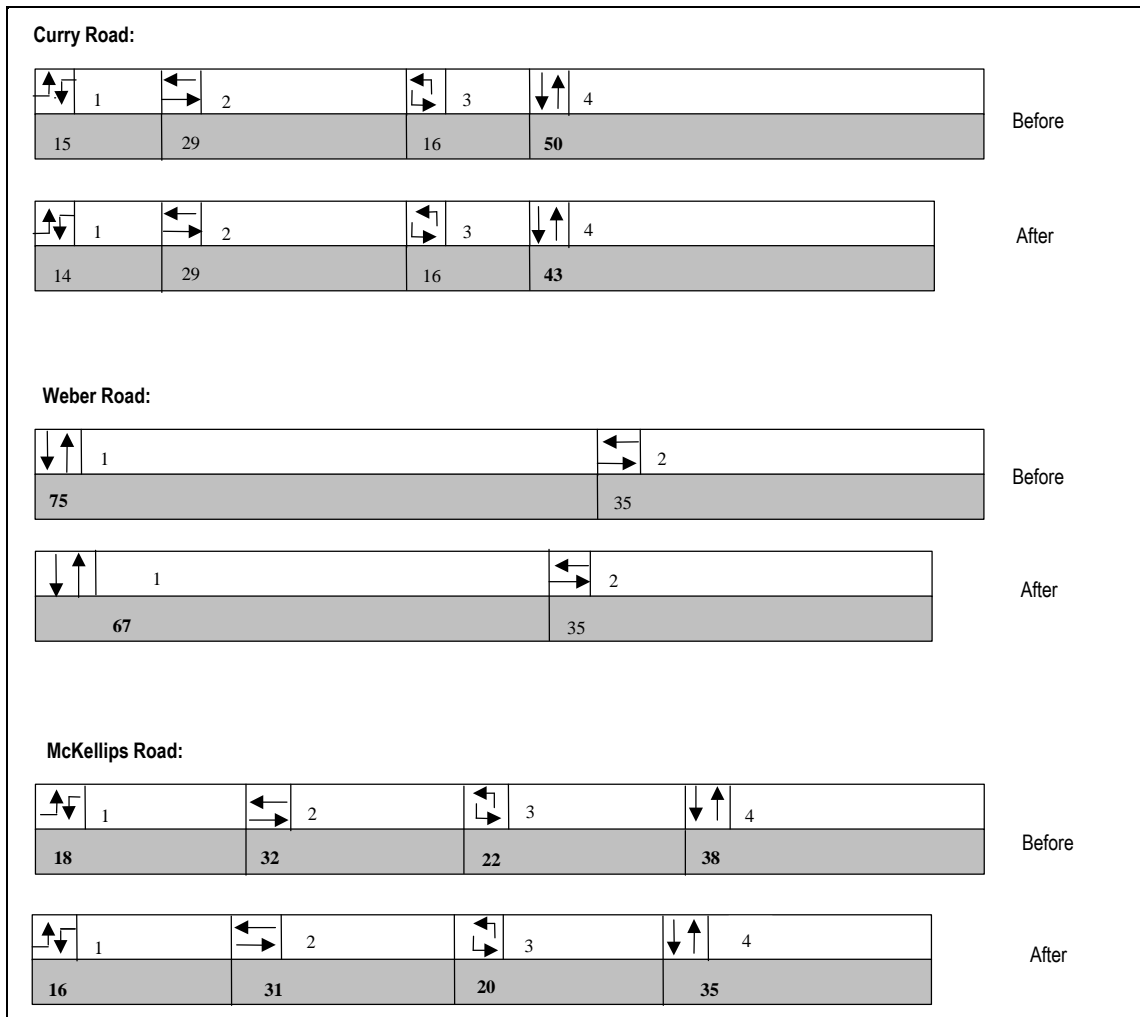 Curry Road:
1 2 3 4
Before
15 29 16 50
1 2 3 4
After
14 29 16 43
Weber Road:
1 2
Before
75 35
1 2
After
67 35
McKellips Road:
1 2 3 4
Before
18 32 22 38
1 2 3 4
After
16 31 20 35